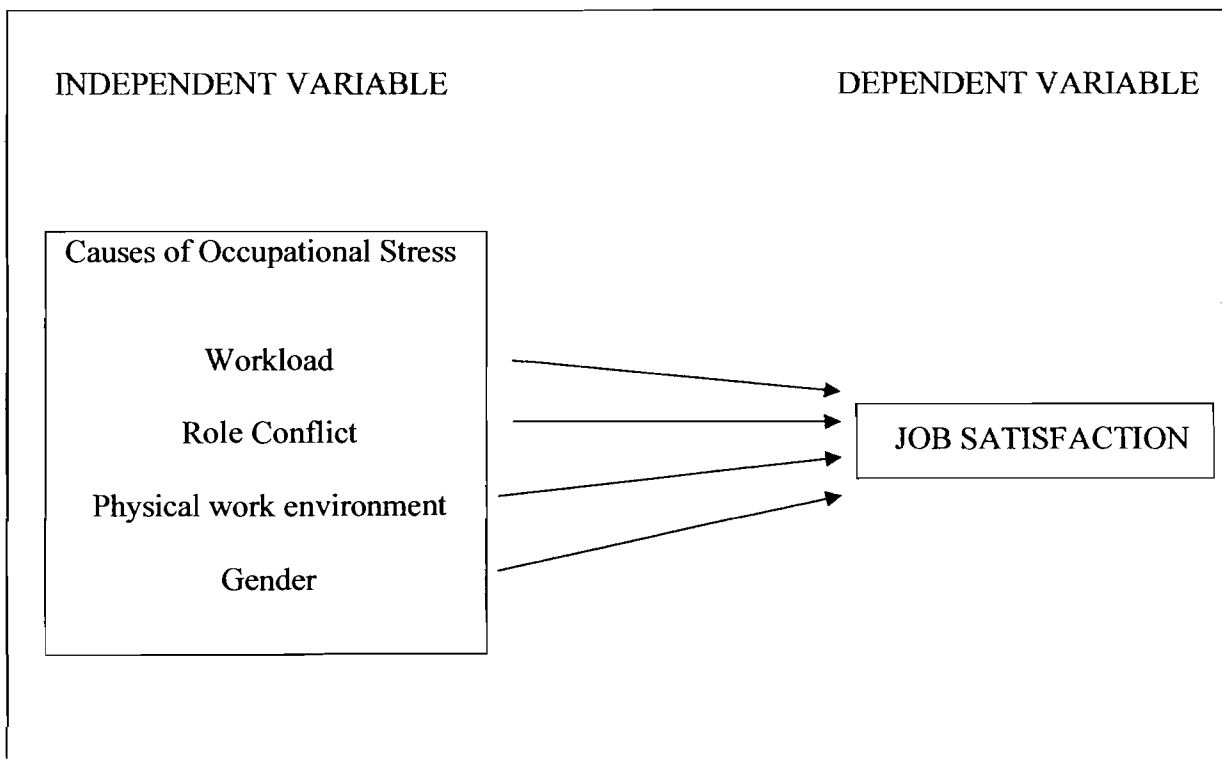 INDEPENDENT VARIABLE
DEPENDENT VARIABLE
Causes of Occupational Stress
Workload
Role Conflict
Physical work environment
Gender
JOB SATISFACTION